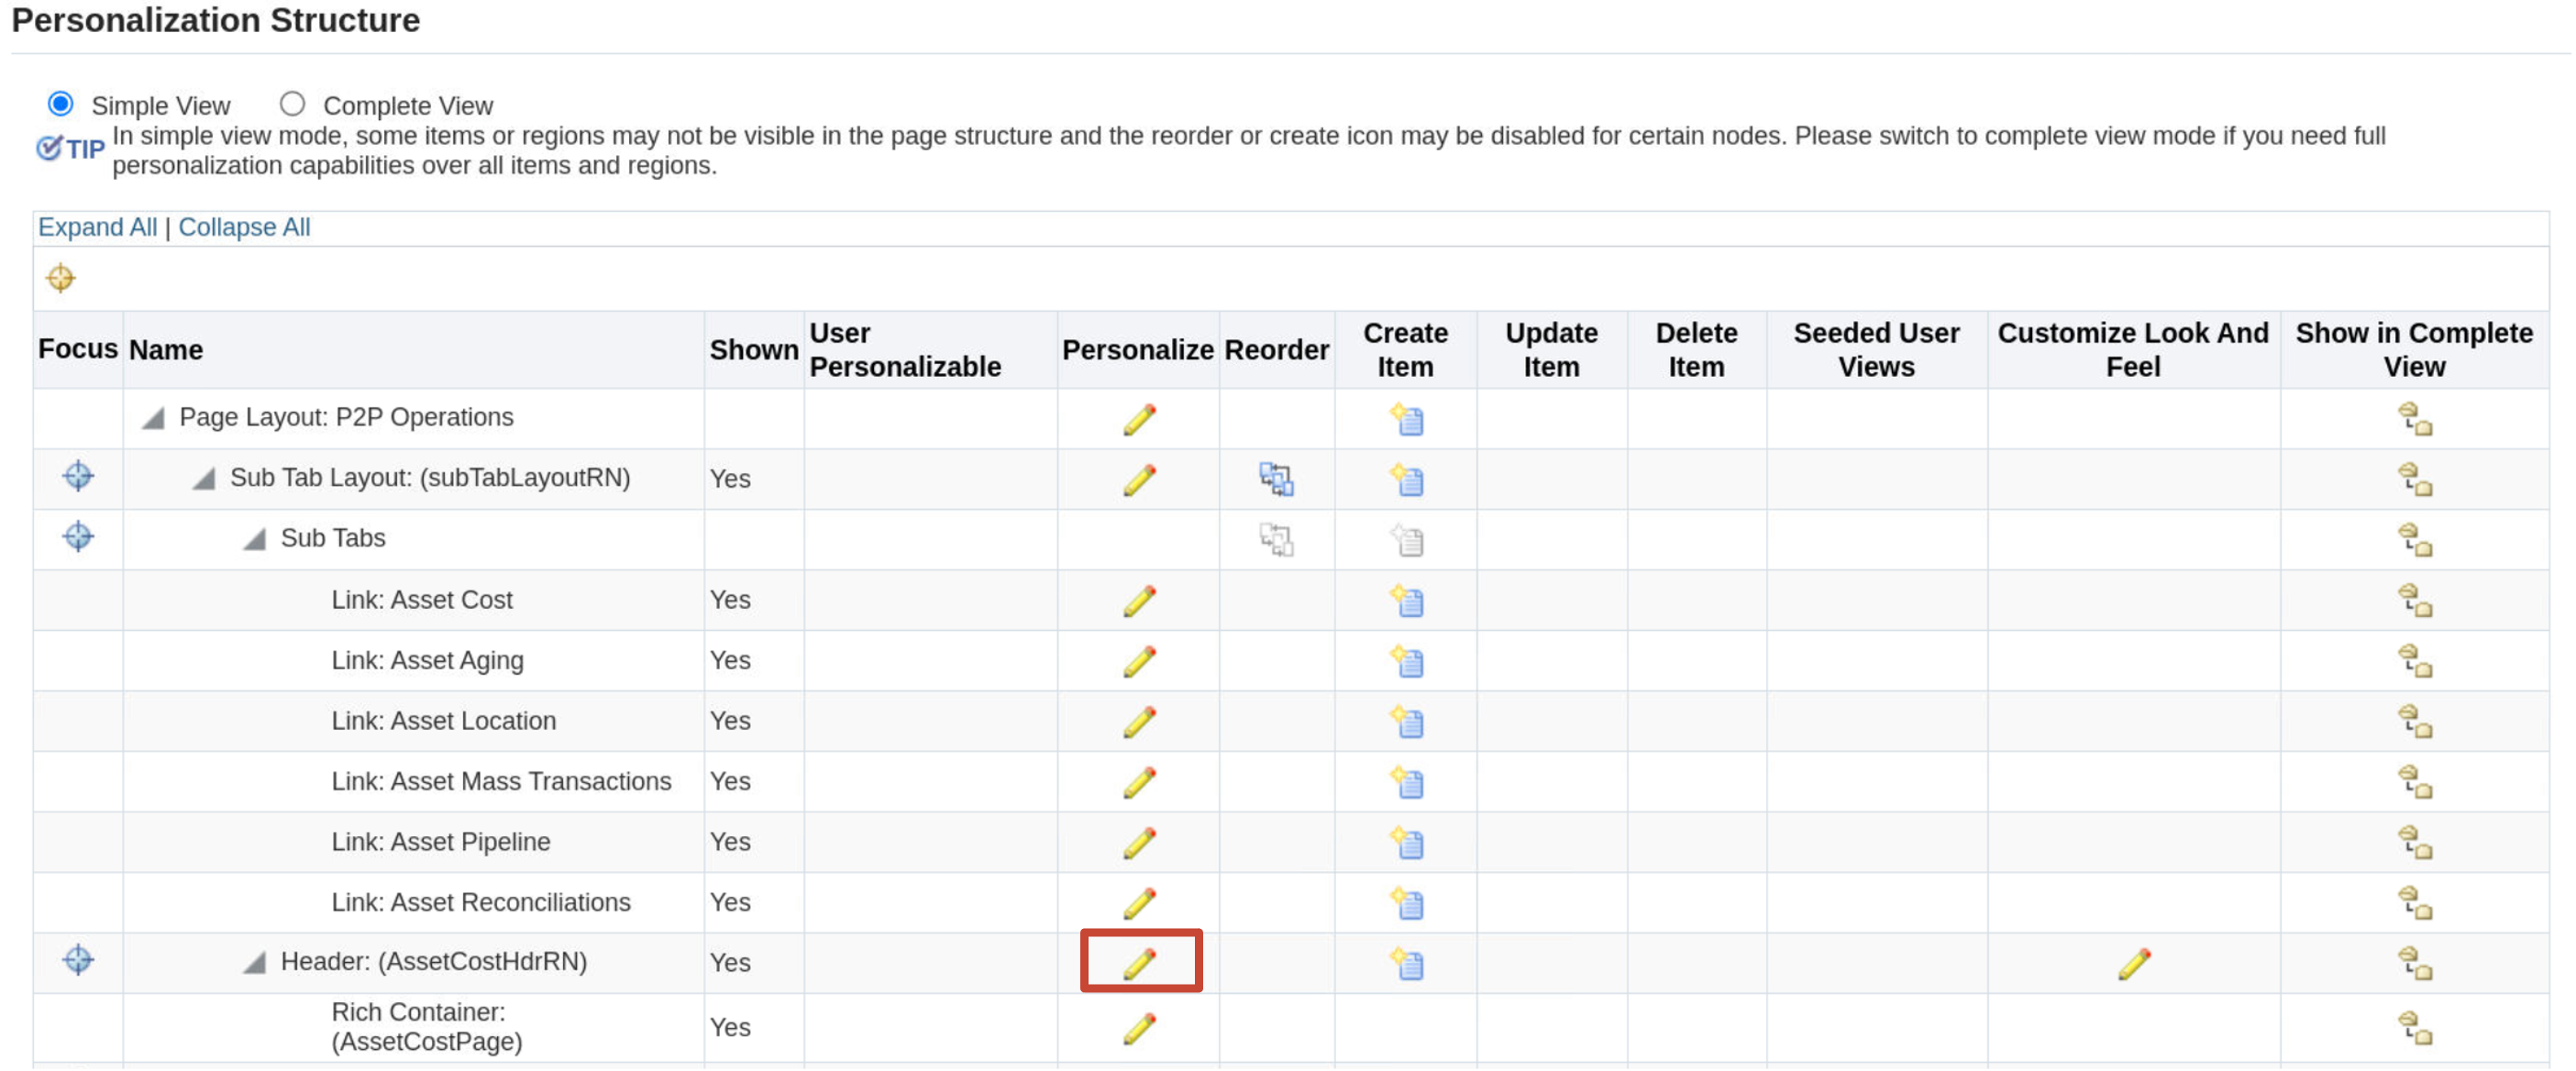 Personalization Structure
Simple View Complete View
TIP In simple view mode, some items or regions may not be visible in the page structure and the reorder or create icon may be disabled for certain nodes. Please switch to complete view mode if you need full
personalization capabilities over all items and regions.
Expand All | Collapse All
Focus Name Shown User Personalizable Personalize Reorder Create Item Update Item Delete Item Seeded User Views Customize Look And Feel Show in Complete View
Page Layout: P2P Operations
Sub Tab Layout: (subTabLayoutRN) Yes
Sub Tabs
Link: Asset Cost Yes
Link: Asset Aging Yes
Link: Asset Location Yes
Link: Asset Mass Transactions Yes
Link: Asset Pipeline Yes
Link: Asset Reconciliations Yes
Header: (AssetCostHdrRN) Yes
Rich Container:
(AssetCostPage) Yes